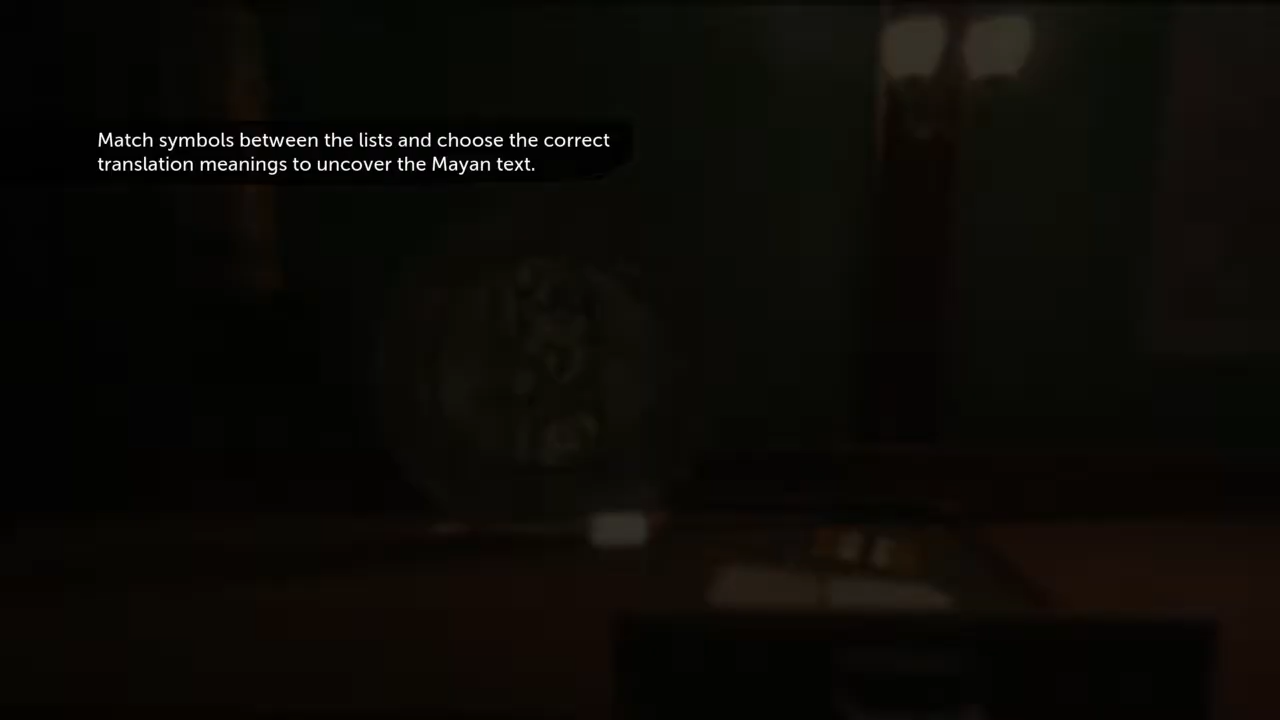 Match symbols between the lists and choose the correct
translation meanings to uncover the Mayan text.